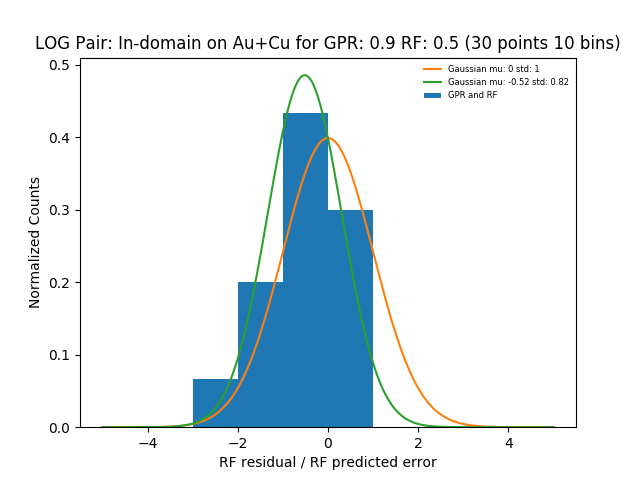 LOG Pair: In-domain on Au+Cu for GPR: 0.9 RF: 0.5 (30 points 10 bins)
Gaussian mu: 0 std: 1
Gaussian mu: -0.52 std: 0.82
GPR and RF
Normalized Counts
0.5
0.4
0.3
0.2
0.1
0.0
−4 −2 0 2 4
RF residual / RF predicted error